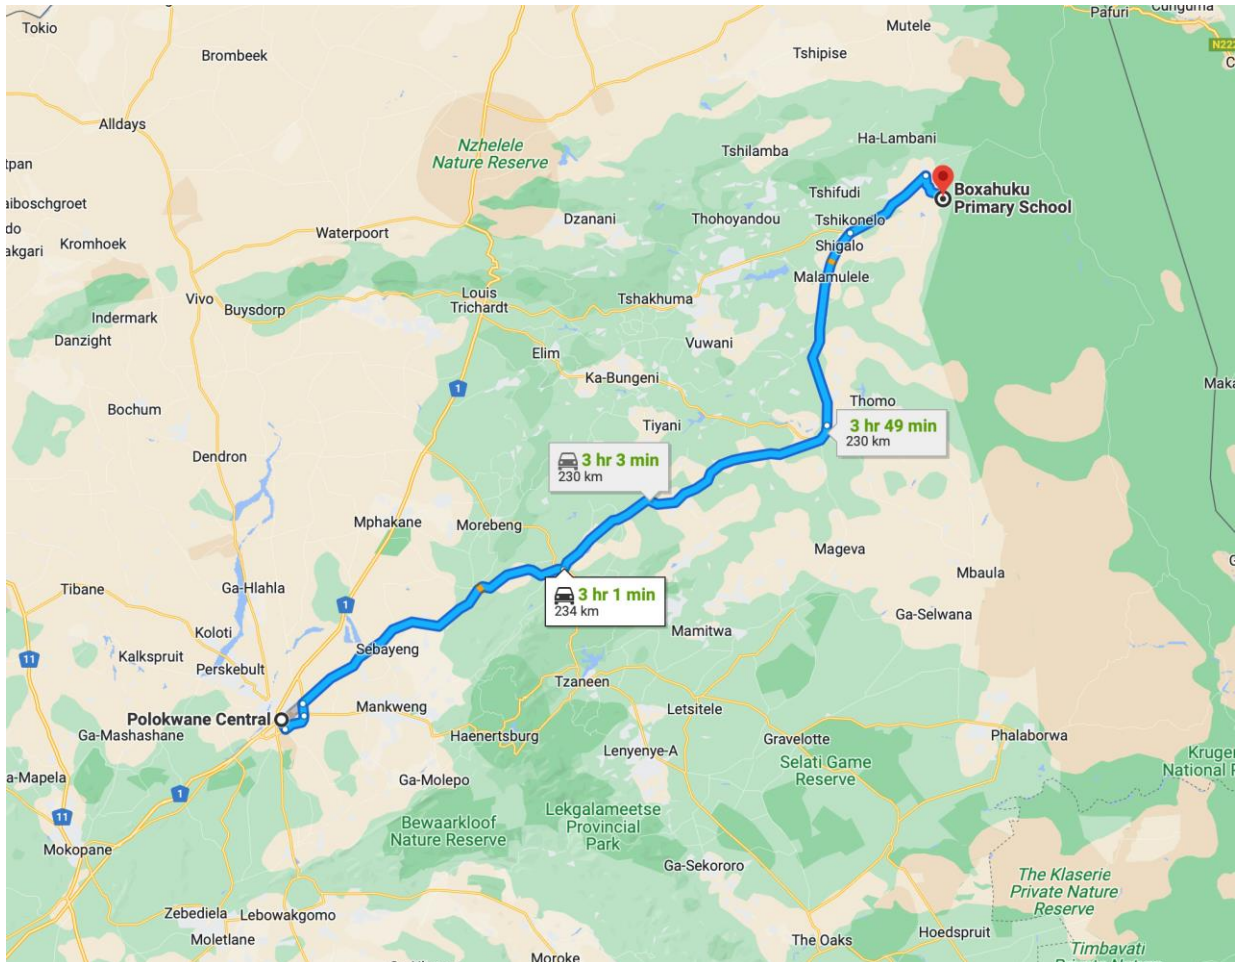 Tokio
Brombeek
Mutele
Pafuri
Tshipise
Alldays
Nzhelele
Nature Reserve
Ha-Lambani
Tshilamba
Boxahuku
Primary School
Tshifudi
Dzanani
Thohoyandou
Tshikonelo
Waterpoort
Kromhoek
Shigalo
Malamulele
Louis
Trichardt
Tshakhuma
Vivo
Buysdorp
Indermark
Danzight
Elim
Vuwani
Ka-Bungeni
1
Bochum
Thomo
Tiyani
3 hr 49 min
230 km
Dendron
3 hr 3 min
230 km
Mphakane
Morebeng
Mageva
Mbaula
Tibane
Ga-Hlahla
3 hr 1 min
234 km
1
Ga-Selwana
Koloti
Mamitwa
Sebayeng
Kalkspruit
11
Perskebult
Tzaneen
Mankweng
Letsitele
Polokwane Central
Ga-Mashashane
Haenertsburg
Lenyenye-A
Gravelotte
Phalaborwa
Selati Game
Reserve
Ga-Molepo
a-Mapela
1
11
Lekgalameetse
Provincial
Park
Bewaarkloof
Nature Reserve
Mokopane
Ga-Sekororo
The Klaserie
Private Nature
Reserve
Zebediela
Lebowakgomo
Moletlane
The Oaks
Hoedspruit
Timbavati
Moroke